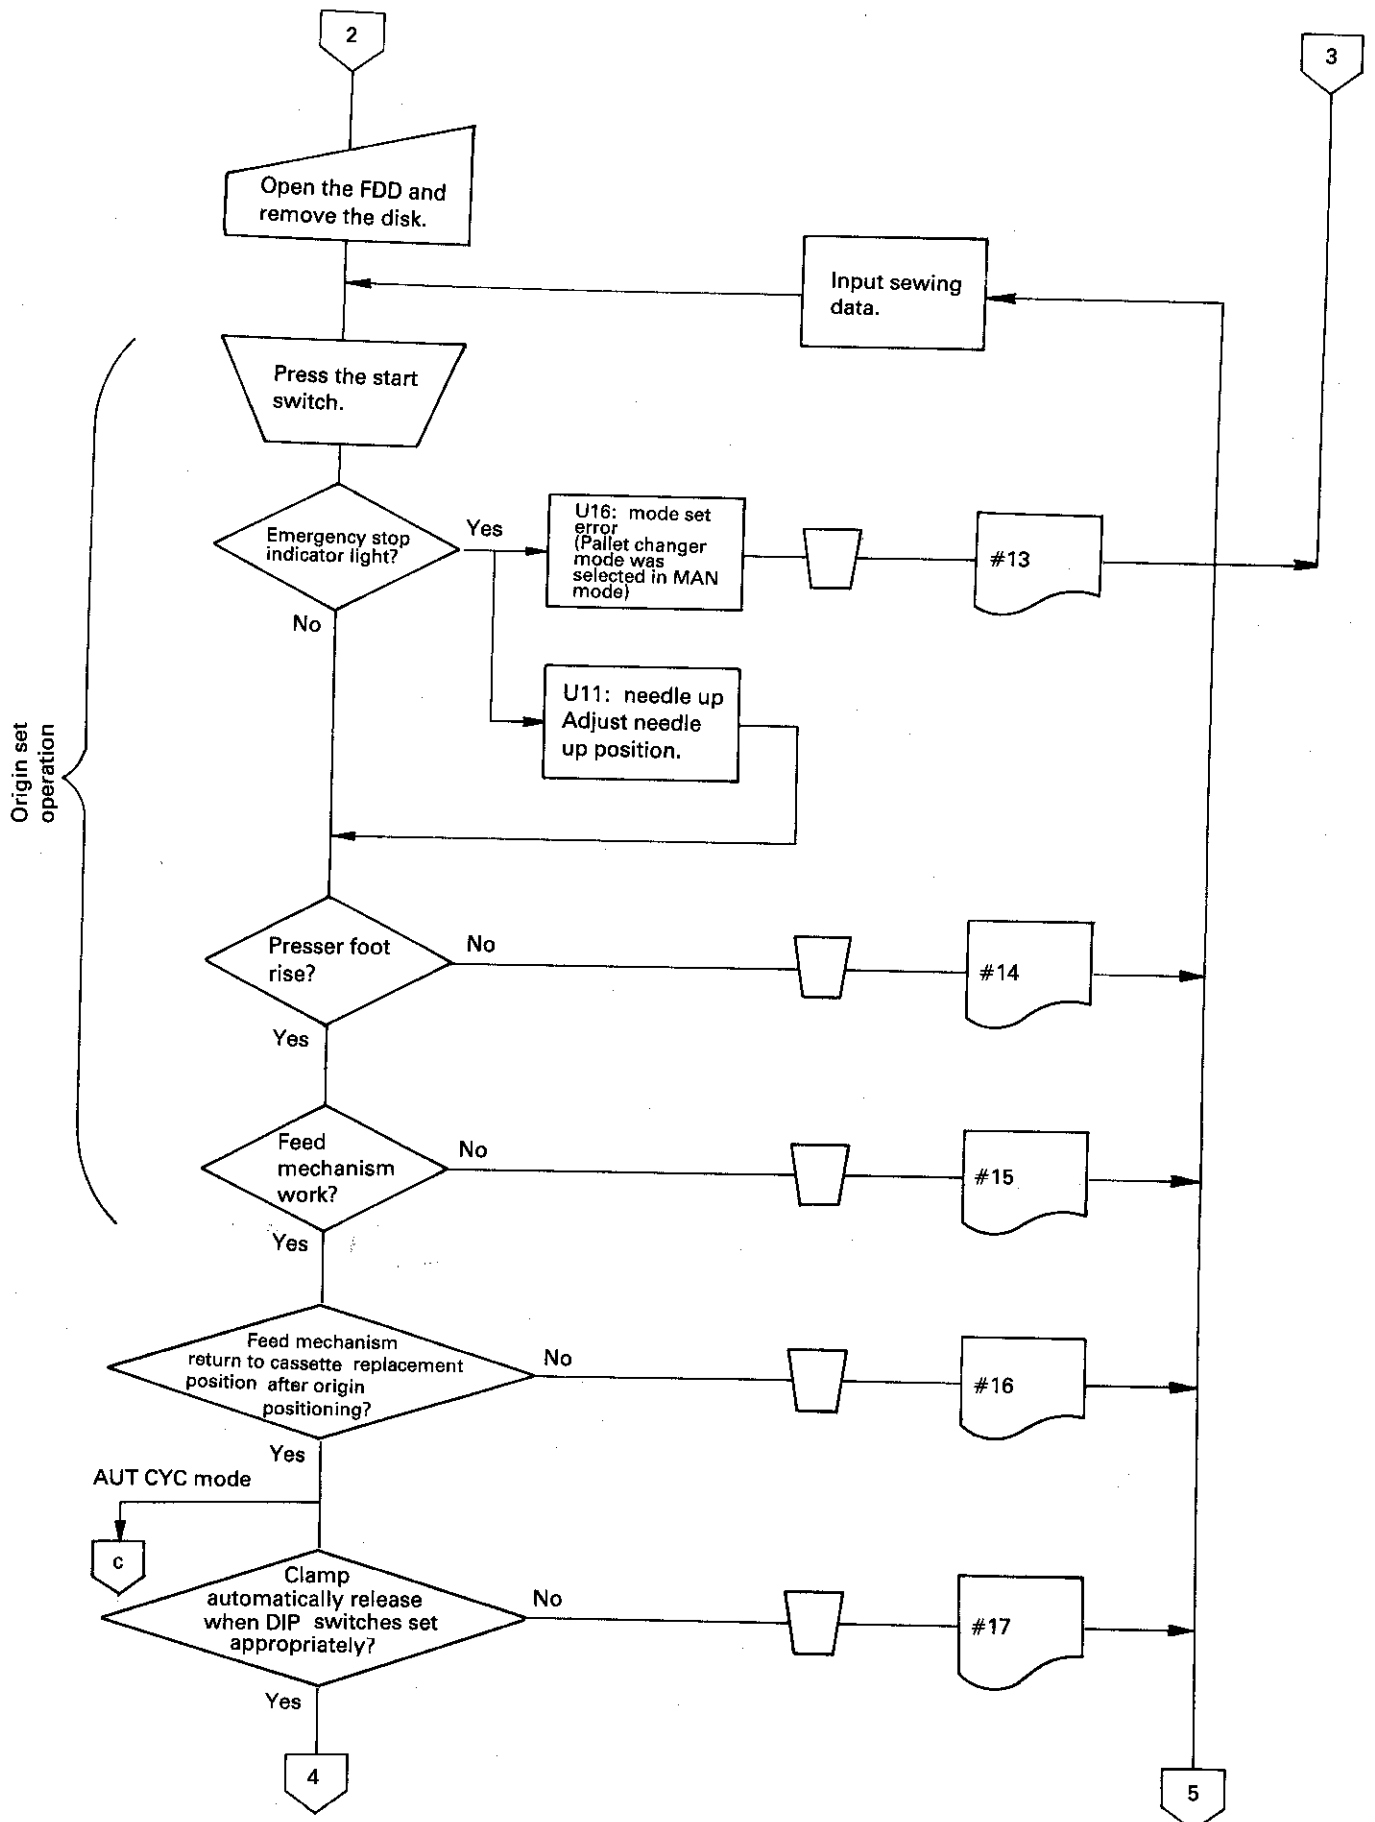 2
3
Open the FDD and
remove the disk.
Input sewing
data.
Press the start
switch.
Emergency stop
indicator light?
Yes
No
U16: mode set
error
(Pallet changer
mode was
selected in MAN
mode)
#13
U11: needle up
Adjust needle
up position.
Origin set
operation
Presser foot
rise?
No
Yes
#14
Feed
mechanism
work?
No
Yes
#15
Feed mechanism
return to cassette replacement
position after origin
positioning?
No
Yes
#16
AUT CYC mode
c
Clamp
automatically release
when DIP switches set
appropriately?
No
Yes
#17
4
5